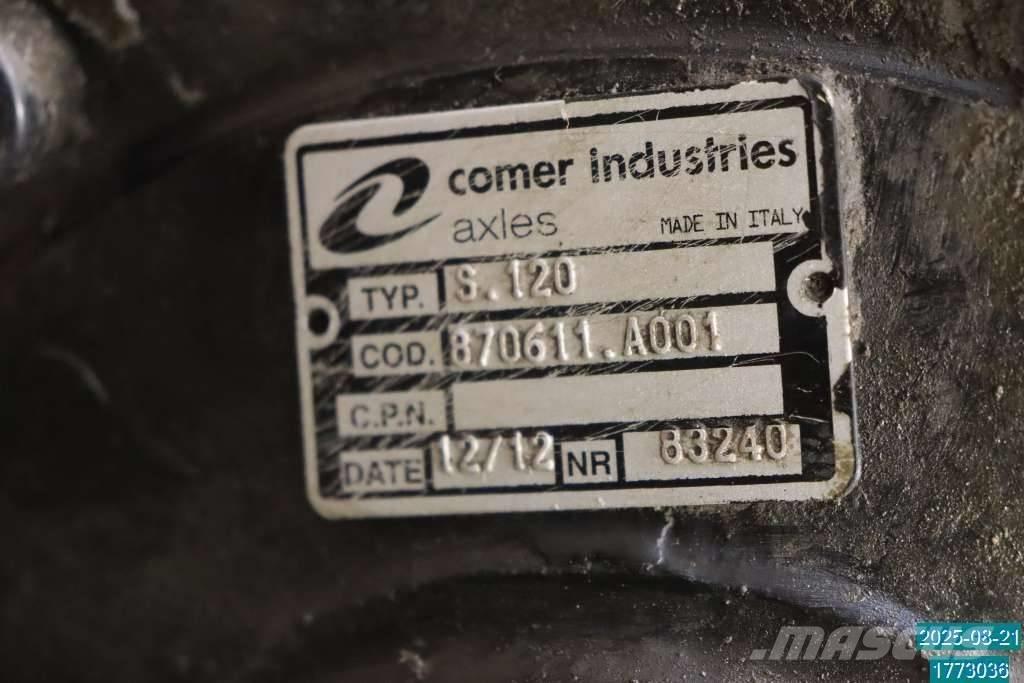 comer industries
axles MADE IN ITALY
TYP. S.120
COD. 870611.A001
C.P.N.
DATE 12/12 NR 83240
2025-08-21
1773036